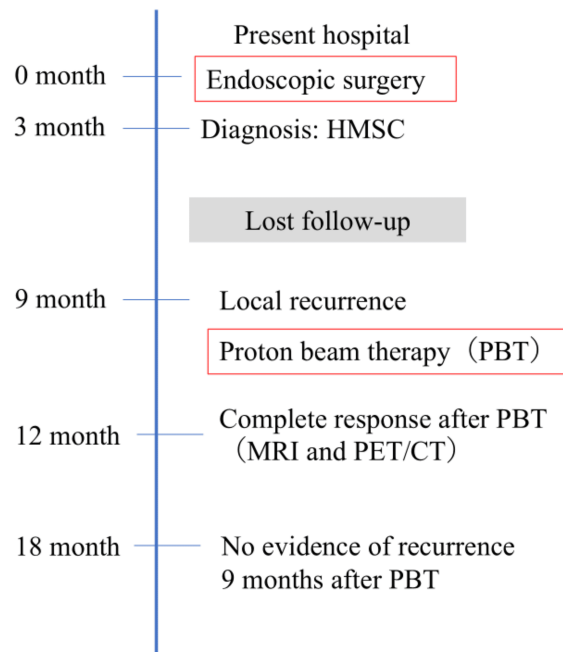 Present hospital
0 month
Endoscopic surgery
3 month
Diagnosis: HMSC
Lost follow-up
9 month
Local recurrence
Proton beam therapy（PBT）
12 month
Complete response after PBT
（MRI and PET/CT）
18 month
No evidence of recurrence
9 months after PBT